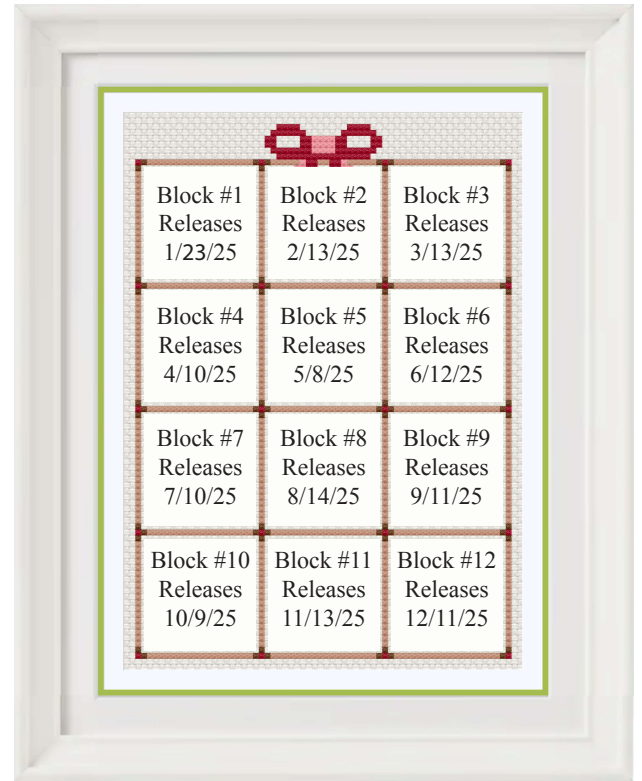 Block #1
Releases
1/23/25
Block #2
Releases
2/13/25
Block #3
Releases
3/13/25
Block #4
Releases
4/10/25
Block #5
Releases
5/8/25
Block #6
Releases
6/12/25
Block #7
Releases
7/10/25
Block #8
Releases
8/14/25
Block #9
Releases
9/11/25
Block #10
Releases
10/9/25
Block #11
Releases
11/13/25
Block #12
Releases
12/11/25